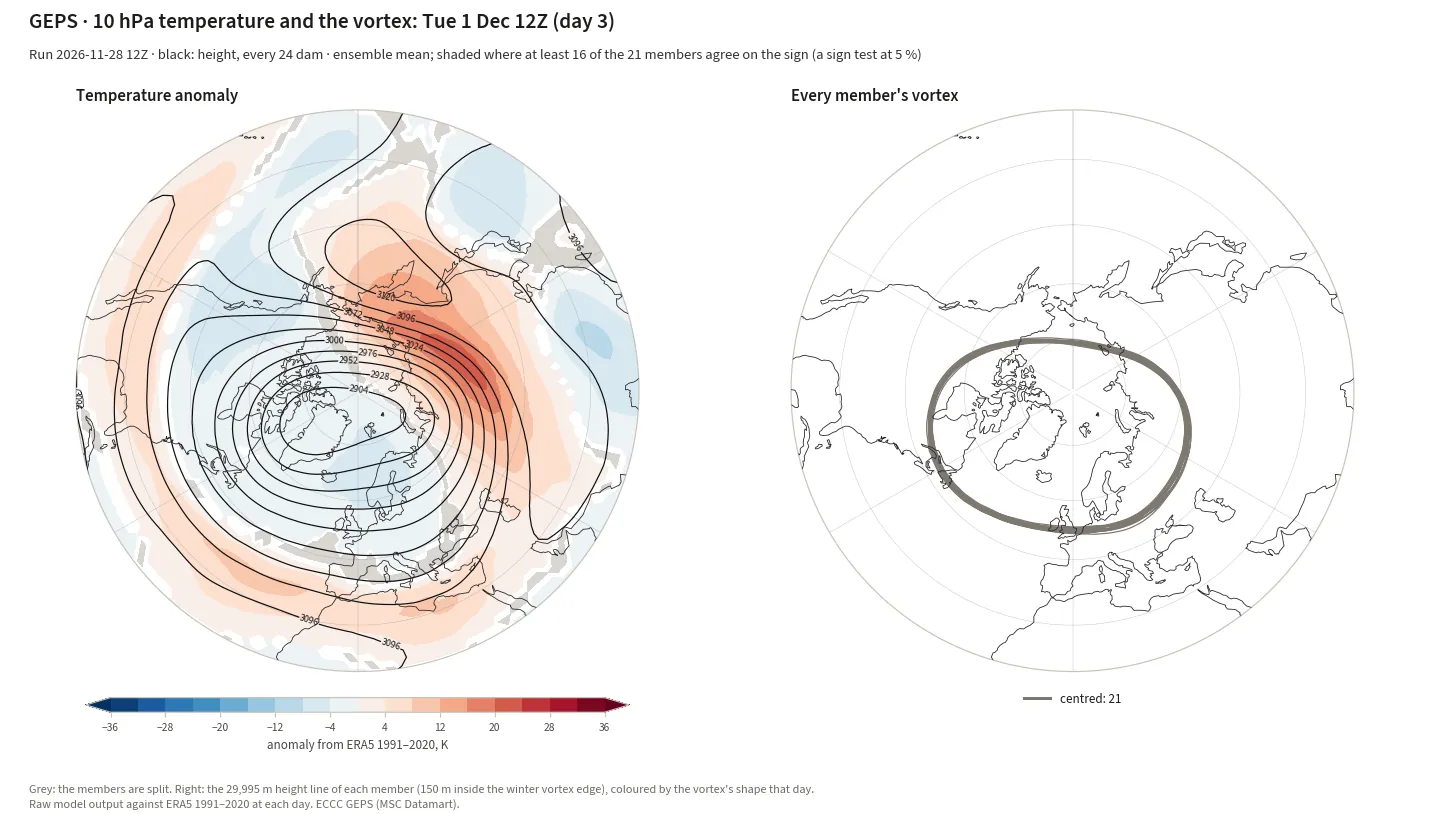 GEPS · 10 hPa temperature and the vortex: Tue 1 Dec 12Z (day 3)
Run 2026-11-28 12Z · black: height, every 24 dam · ensemble mean; shaded where at least 16 of the 21 members agree on the sign (a sign test at 5 %)
Temperature anomaly
Every member's vortex
3096
3120
3072
3096
3048
3000
3024
2976
2952
2928
2904
3096
3096
3096
centred: 21
−36 −28 −20 −12 −4 4 12 20 28 36
anomaly from ERA5 1991–2020, K
Grey: the members are split. Right: the 29,995 m height line of each member (150 m inside the winter vortex edge), coloured by the vortex's shape that day.
Raw model output against ERA5 1991–2020 at each day. ECCC GEPS (MSC Datamart).